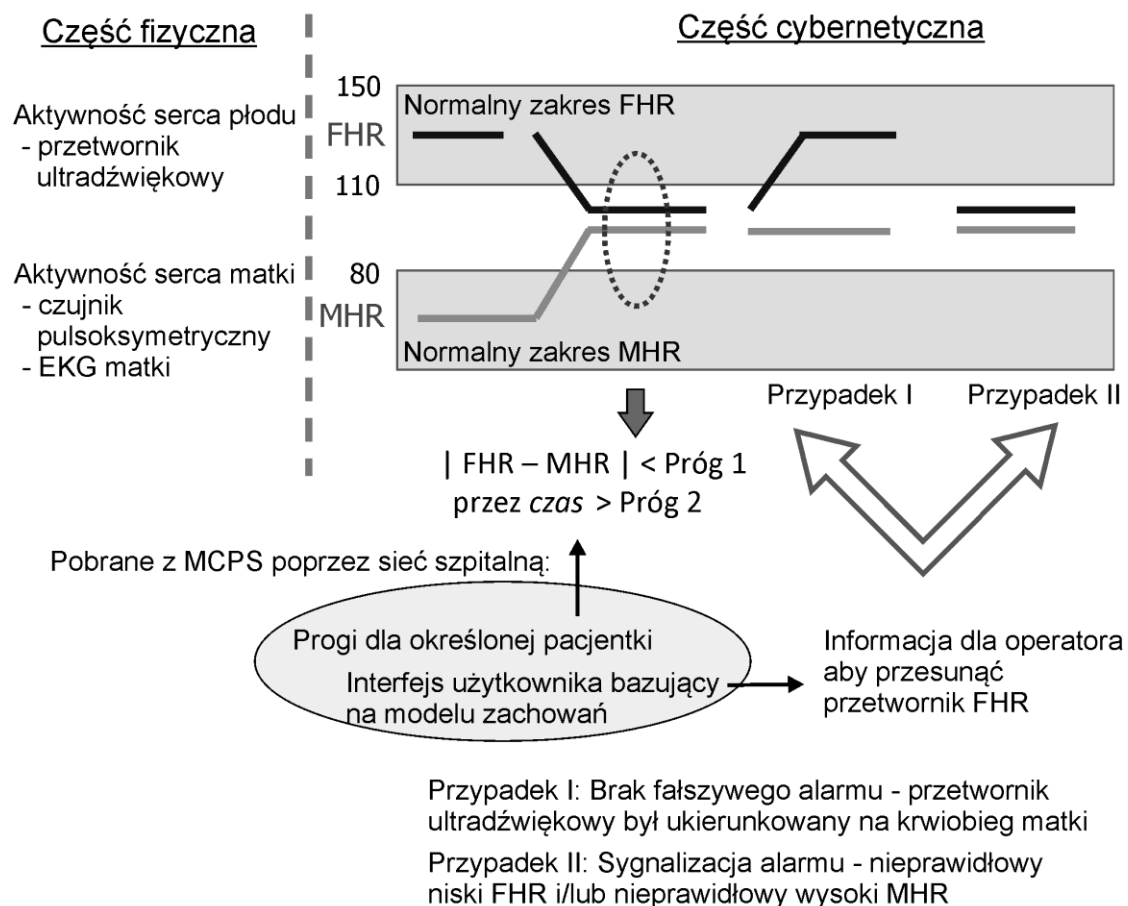 Część fizyczna
Część cybernetyczna
Aktywność serca płodu
- przetwornik
ultradźwiękowy
Aktywność serca matki
- czujnik
pulsoksymetryczny
- EKG matki
150
Normalny zakres FHR
FHR
110
80
MHR
Normalny zakres MHR
Przypadek I
Przypadek II
| FHR – MHR | < Próg 1
przez czas > Próg 2
Pobrane z MCPS poprzez sieć szpitalną:
Progi dla określonej pacjentki
Interfejs użytkownika bazujący
na modelu zachowań
Informacja dla operatora
aby przesunąć
przetwornik FHR
Przypadek I: Brak fałszywego alarmu - przetwornik
ultradźwiękowy był ukierunkowany na krwiobieg matki
Przypadek II: Sygnalizacja alarmu - nieprawidłowy
niski FHR i/lub nieprawidłowy wysoki MHR